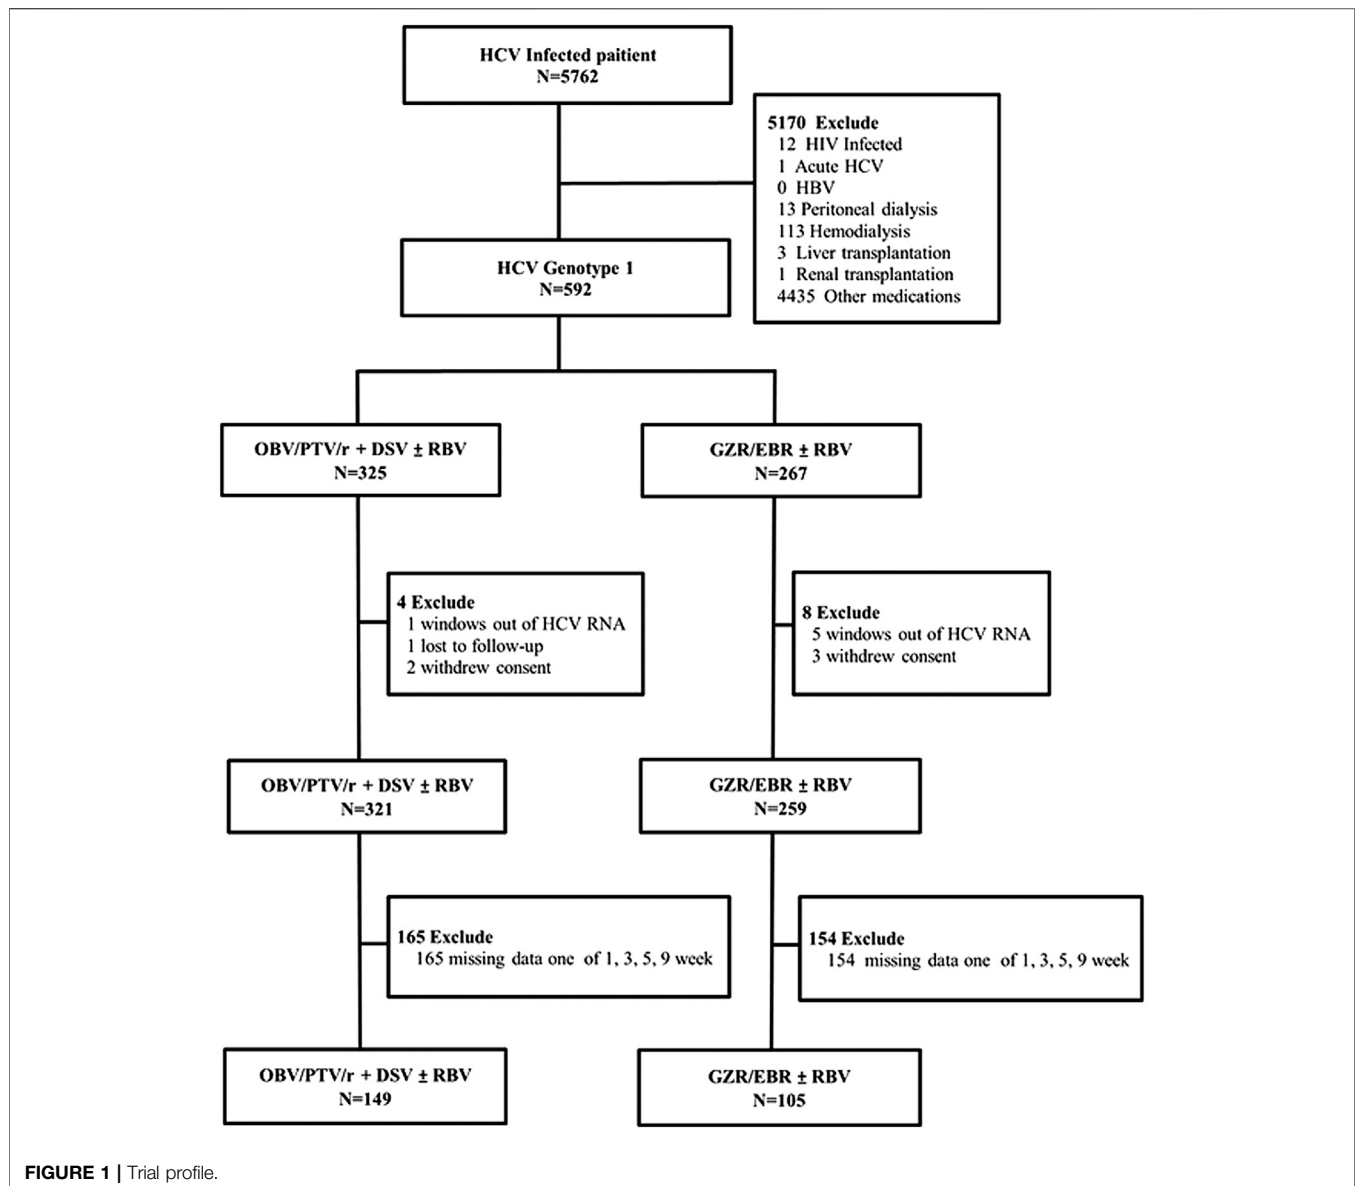 HCV Infected paitient
N=5762
5170 Exclude
12 HIV Infected
1 Acute HCV
0 HBV
13 Peritoneal dialysis
113 Hemodialysis
3 Liver transplantation
1 Renal transplantation
4435 Other medications
HCV Genotype 1
N=592
OBV/PTV/r + DSV ± RBV
N=325
GZR/EBR ± RBV
N=267
4 Exclude
1 windows out of HCV RNA
1 lost to follow-up
2 withdrew consent
8 Exclude
5 windows out of HCV RNA
3 withdrew consent
OBV/PTV/r + DSV ± RBV
N=321
GZR/EBR ± RBV
N=259
165 Exclude
165 missing data one of 1, 3, 5, 9 week
154 Exclude
154 missing data one of 1, 3, 5, 9 week
OBV/PTV/r + DSV ± RBV
N=149
GZR/EBR ± RBV
N=105
FIGURE 1 | Trial profile.